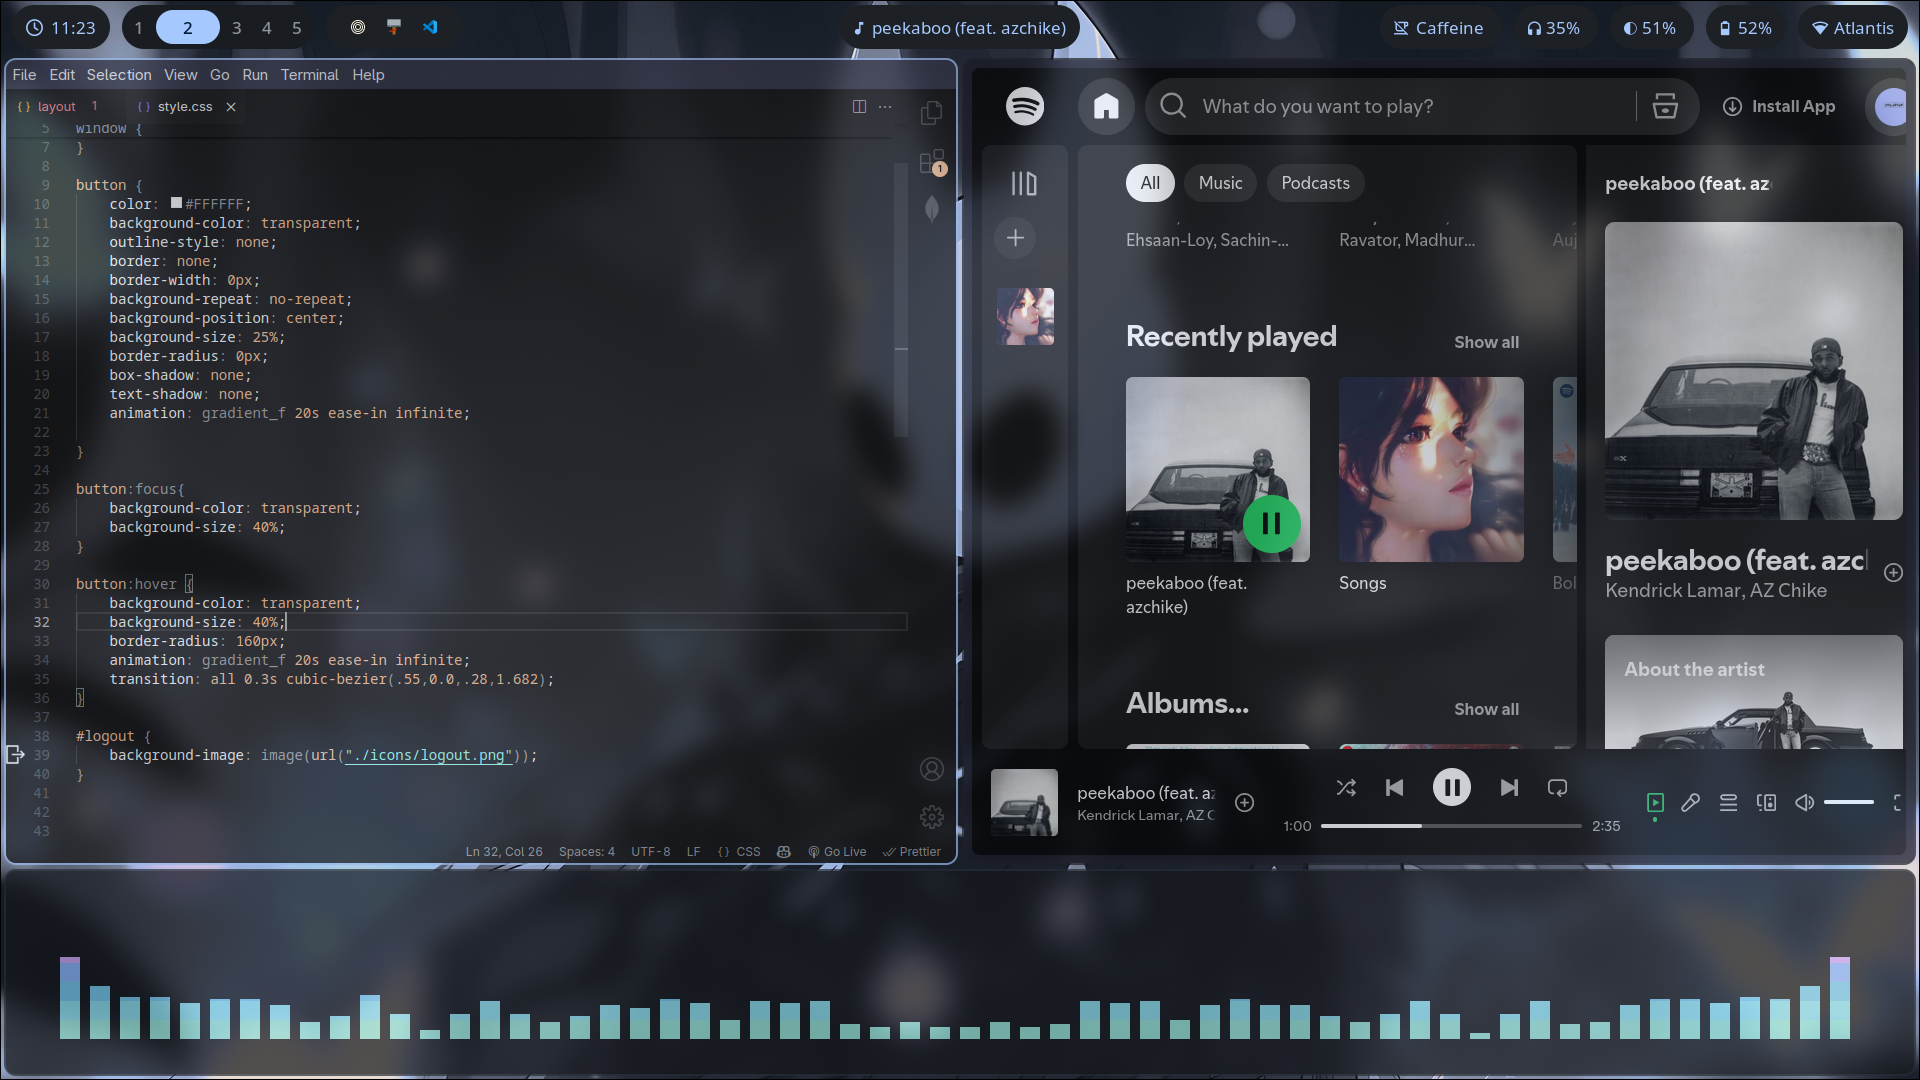 11:23
1 2 3 4 5
peekaboo (feat. azchike)
Caffeine
35%
51%
52%
Atlantis
File Edit Selection View Go Run Terminal Help
{} layout 1
{} style.css
5 window {
7 }
8
9 button {
10 color: #FFFFFF;
11 background-color: transparent;
12 outline-style: none;
13 border: none;
14 border-width: 0px;
15 background-repeat: no-repeat;
16 background-position: center;
17 background-size: 25%;
18 border-radius: 0px;
19 box-shadow: none;
20 text-shadow: none;
21 animation: gradient_f 20s ease-in infinite;
22
23 }
24
25 button:focus{
26 background-color: transparent;
27 background-size: 40%;
28 }
29
30 button:hover {
31 background-color: transparent;
32 background-size: 40%;
33 border-radius: 160px;
34 animation: gradient_f 20s ease-in infinite;
35 transition: all 0.3s cubic-bezier(.55,0.0,.28,1.682);
36 }
37
38 #logout {
39 background-image: image(url("./icons/logout.png"));
40 }
41
42
43
1
Ln 32, Col 26 Spaces: 4 UTF-8 LF {} CSS Go Live Prettier
What do you want to play?
Install App
All
Music
Podcasts
Ehsaan-Loy, Sachin-...
Ravator, Madhur...
Auj
Recently played
Show all
peekaboo (feat.
azchike)
Songs
Bol
Albums...
Show all
peekaboo (feat. az
peekaboo (feat. azcl
Kendrick Lamar, AZ Chike
About the artist
peekaboo (feat. az
Kendrick Lamar, AZ C
1:00
2:35